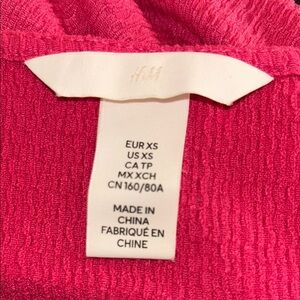 H&M
EUR XS
US XS
CA TP
MX XCH
CN 160/80A
MADE IN
CHINA
FABRIQUÉ EN
CHINE